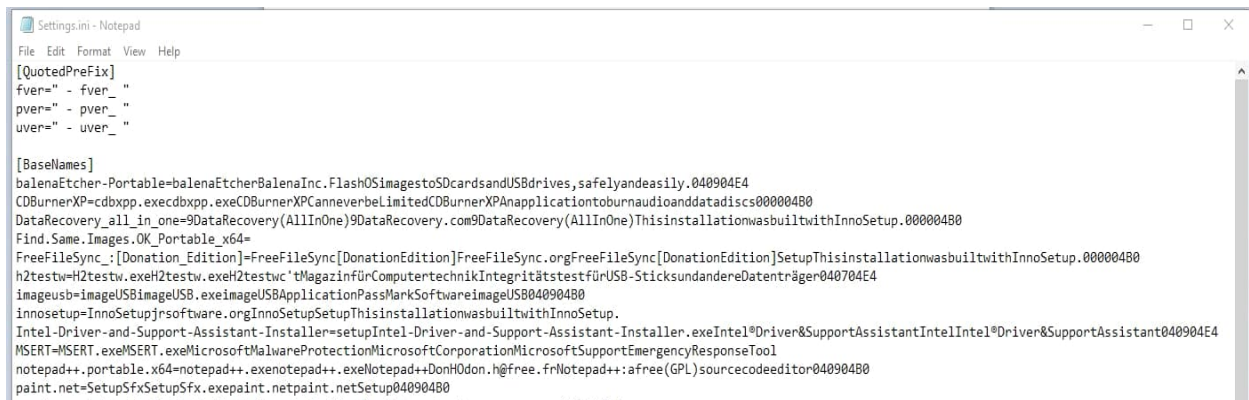 Settings.ini - Notepad
File Edit Format View Help
[QuotedPreFix]
fver=" - fver_ "
pver=" - pver_ "
uver=" - uver_ "
[BaseNames]
balenaEtcher-Portable=balenaEtcherBalenaInc.FlashOSimagestoSDcardsandUSBdrives,safelyandeasily.040904E4
CDBurnerXP=cdbxpp.execdbxpp.exeCDBurnerXPCanneverbeLimitedCDBurnerXPAnapplicationtoburnaudioanddatadiscs000004B0
DataRecovery_all_in_one=9DataRecovery(AllInOne)9DataRecovery.com9DataRecovery(AllInOne)ThisinstallationwasbuiltwithInnoSetup.000004B0
Find.Same.Images.OK_Portable_x64=
FreeFileSync_:[Donation_Edition]=FreeFileSync[DonationEdition]FreeFileSync.orgFreeFileSync[DonationEdition]SetupThisinstallationwasbuiltwithInnoSetup.000004B0
h2testw=H2testw.exeH2testw.exeH2testwc'tMagazinfürComputertechnikIntegritätstestfürUSB-SticksundandereDatenträger040704E4
imageusb=imageUSBimageUSB.exeimageUSBApplicationPassMarkSoftwareimageUSB040904B0
innosetup=InnoSetupjrsoftware.orgInnoSetupSetupThisinstallationwasbuiltwithInnoSetup.
Intel-Driver-and-Support-Assistant-Installer=setupIntel-Driver-and-Support-Assistant-Installer.exeIntel®Driver&SupportAssistantIntelIntel®Driver&SupportAssistant040904E4
MSERT=MSERT.exeMSERT.exeMicrosoftMalwareProtectionMicrosoftCorporationMicrosoftSupportEmergencyResponseTool
notepad++.portable.x64=notepad++.exenotepad++.exeNotepad++DonHOdon.h@free.frNotepad++:afree(GPL)sourcecodeeditor040904B0
paint.net=SetupSfxSetupSfx.exepaint.netpaint.netSetup040904B0